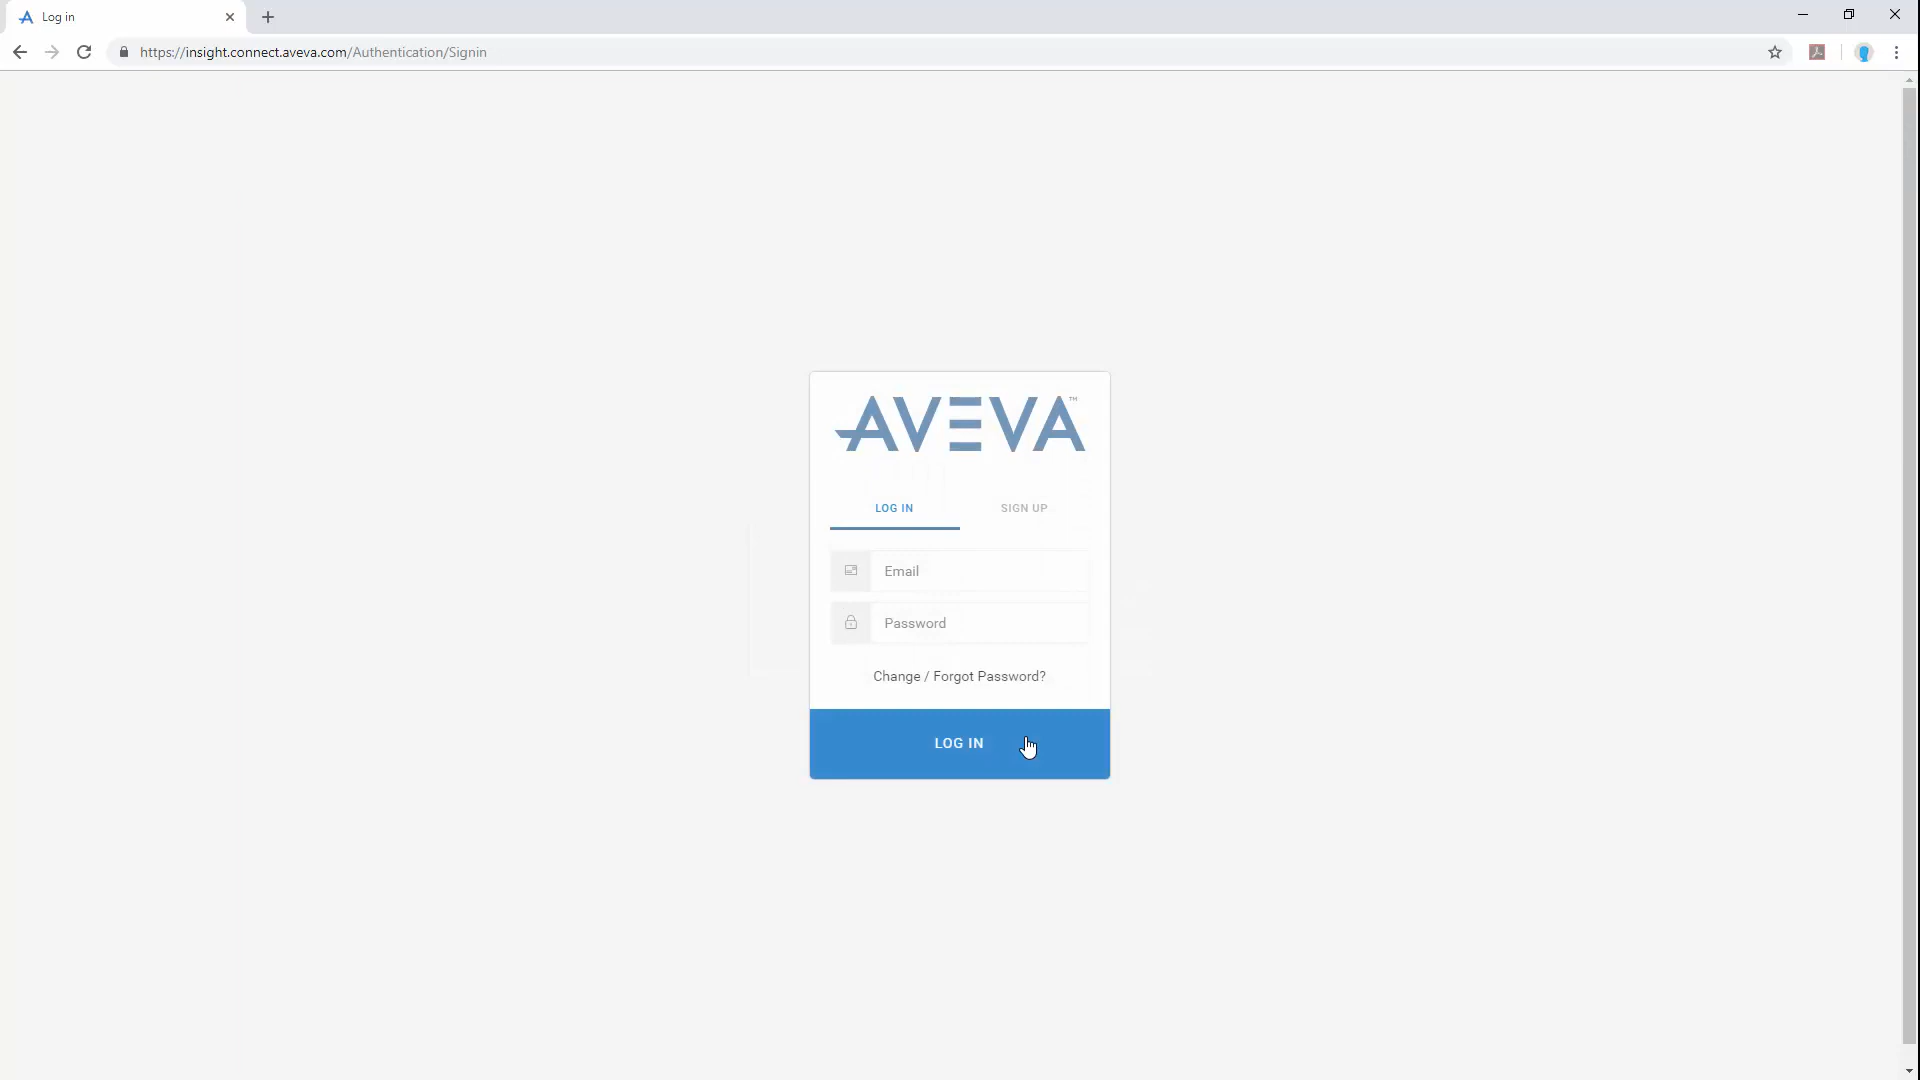 Log in
https://insight.connect.aveva.com/Authentication/Signin
AVEVA™
LOG IN SIGN UP
Email
Password
Change / Forgot Password?
LOG IN